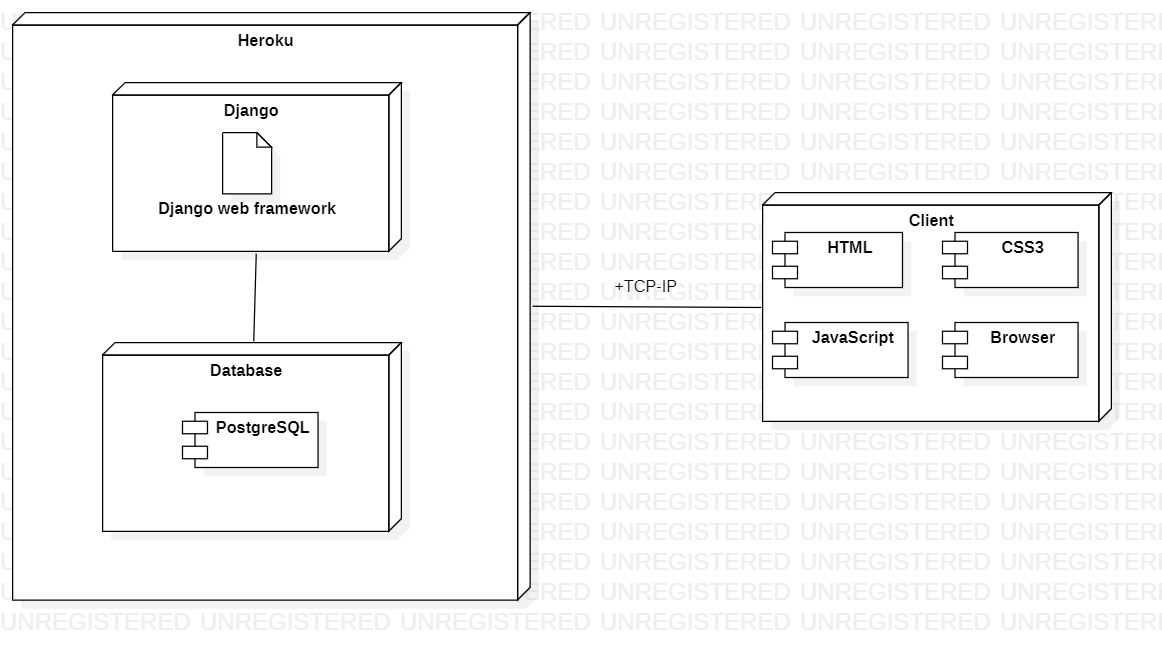 Heroku
Django
Django web framework
Database
PostgreSQL
+TCP-IP
Client
HTML
CSS3
JavaScript
Browser
UNREGISTERED UNREGISTERED UNREGISTERED UNREGISTERED UNREGISTERED UNREGISTERI